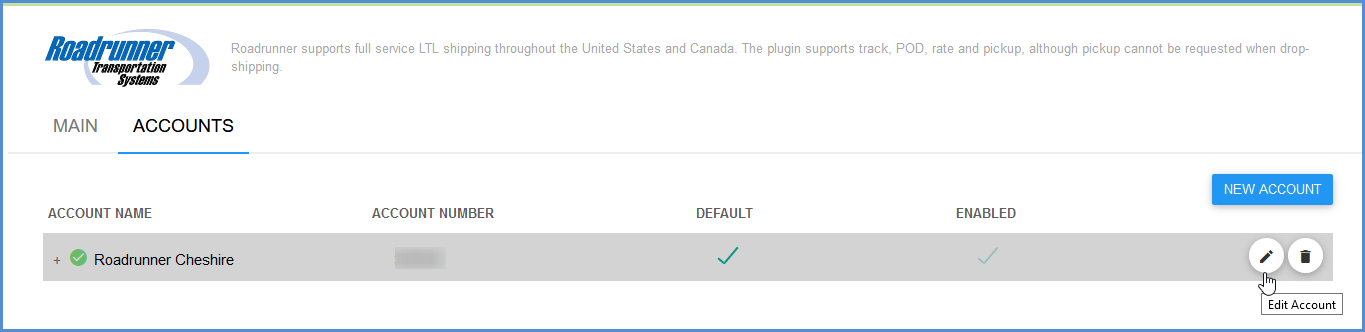 Roadrunner
Transportation
Systems
Roadrunner supports full service LTL shipping throughout the United States and Canada. The plugin supports track, POD, rate and pickup, although pickup cannot be requested when drop-
shipping.
MAIN ACCOUNTS
NEW ACCOUNT
ACCOUNT NAME ACCOUNT NUMBER DEFAULT ENABLED
+ Roadrunner Cheshire
Edit Account